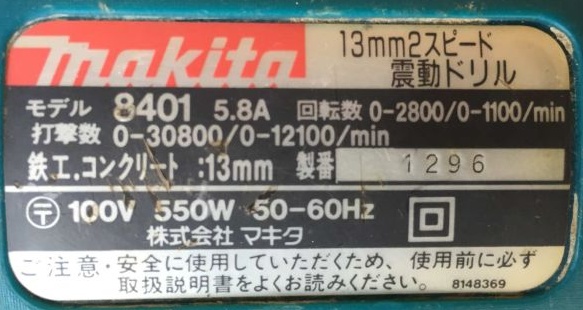 makita
13mm2スピード
震動ドリル
モデル 8401 5.8A 回転数 0-2800/0-1100/min
打撃数 0-30800/0-12100/min
鉄工.コンクリート:13mm 製番 1296
〒 100V 550W 50-60Hz
株式会社 マキタ
ご注意・安全に使用していただくため、使用前に必ず
取扱説明書をよくお読みください。 8148369